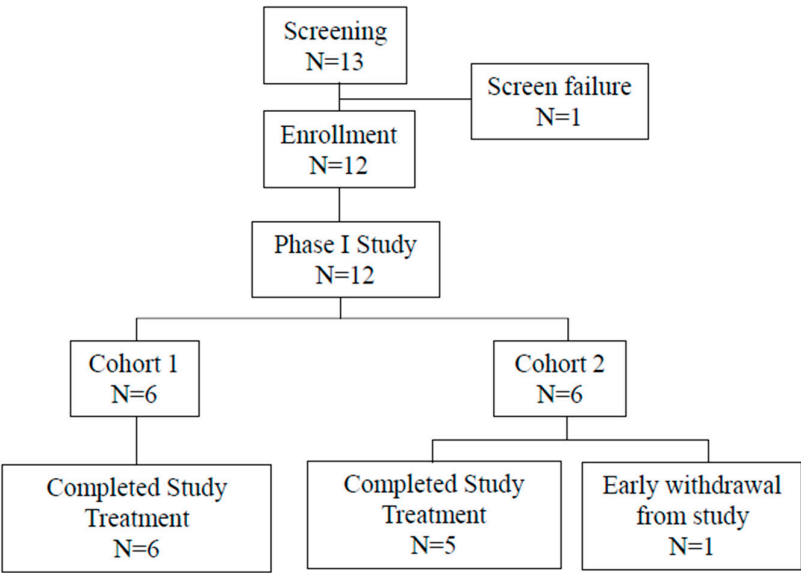 Screening
N=13
Screen failure
N=1
Enrollment
N=12
Phase I Study
N=12
Cohort 1
N=6
Cohort 2
N=6
Completed Study
Treatment
N=6
Completed Study
Treatment
N=5
Early withdrawal
from study
N=1